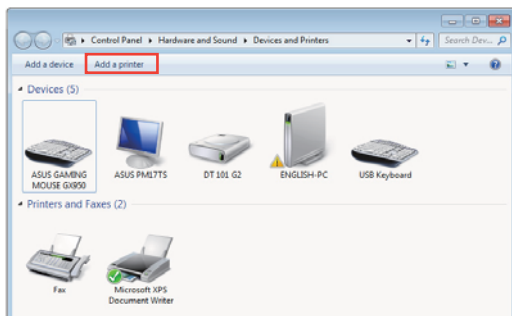 Control Panel ▸ Hardware and Sound ▸ Devices and Printers
Search Dev...
Add a device
Add a printer
Devices (5)
ASUS GAMING
MOUSE GX950
ASUS PM17TS
DT 101 G2
ENGLISH-PC
USB Keyboard
Printers and Faxes (2)
Fax
Microsoft XPS
Document Writer